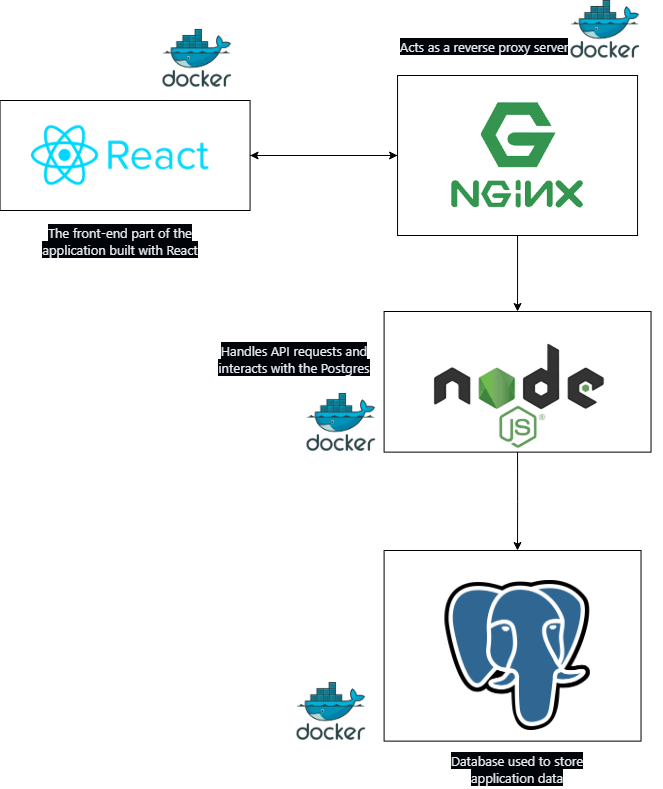 docker
Acts as a reverse proxy server
docker
React
NGINX
The front-end part of the
application built with React
Handles API requests and
interacts with the Postgres
docker
node
JS
®
docker
Database used to store
application data